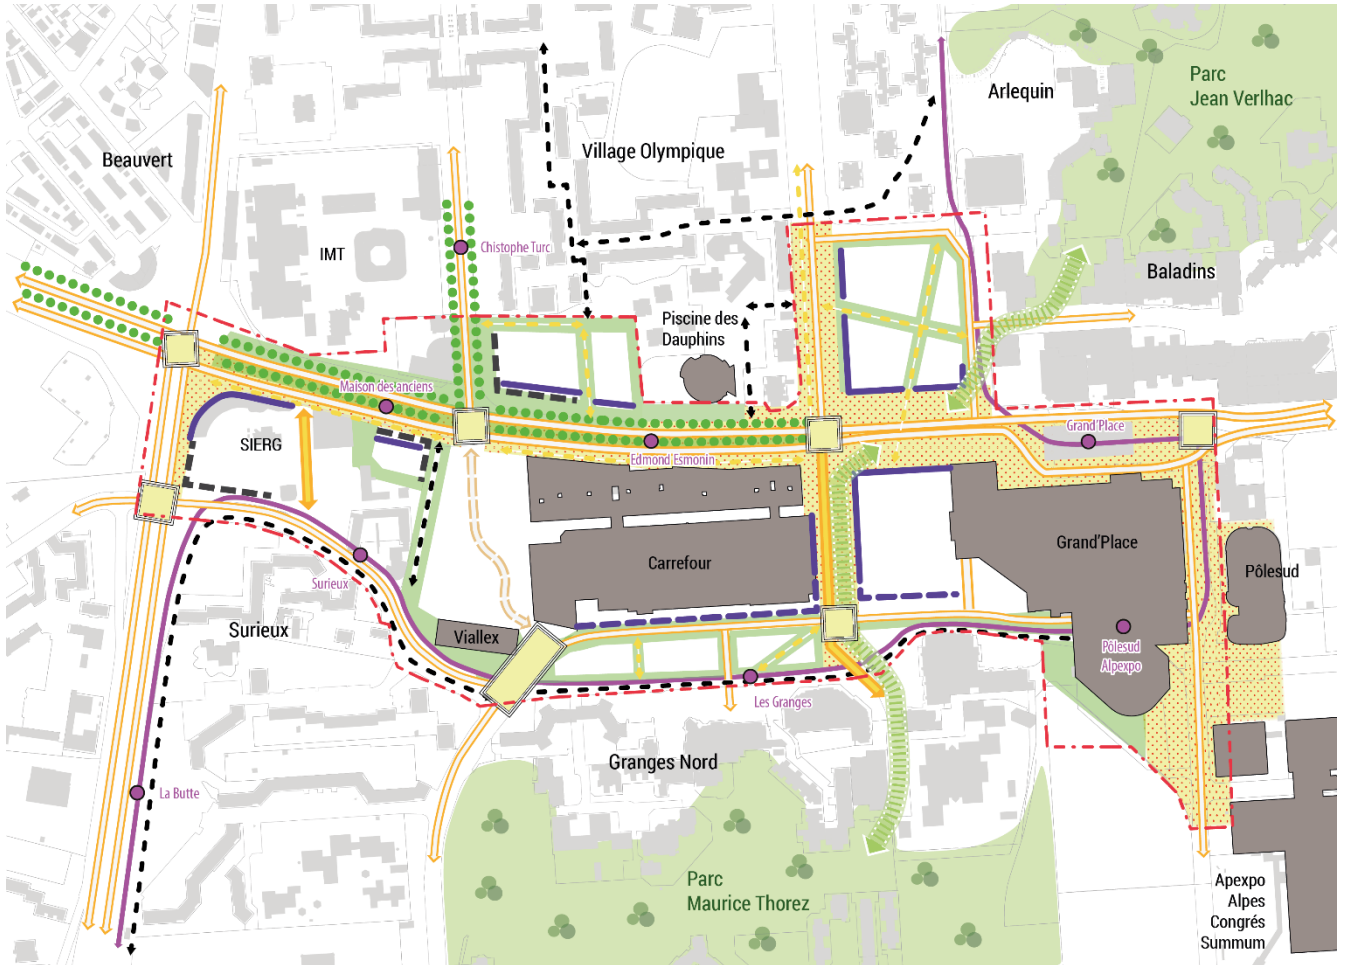 Parc
Jean Verlhac
Arlequin
Beauvert
Village Olympique
IMT
Chistophe Turc
Baladins
Piscine des
Dauphins
Maison des anciens
SIERG
Edmond Esmonin
Grand'Place
Carrefour
Grand'Place
Pôlesud
Surieux
Surieux
Viallex
Pôlesud
Alpexpo
Les Granges
Granges Nord
La Butte
Parc
Maurice Thorez
Apexpo
Alpes
Congrés
Summum